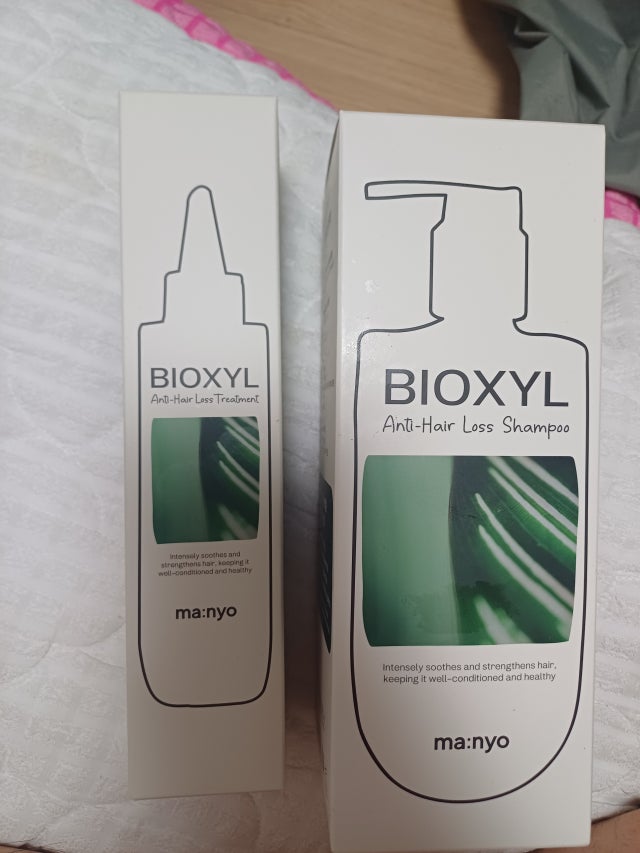 BIOXYL
Anti-Hair Loss Treatment
Intensely soothes and
strengthens hair, keeping it
well-conditioned and healthy
ma:nyo
BIOXYL
Anti-Hair Loss Shampoo
Intensely soothes and strengthens hair,
keeping it well-conditioned and healthy
ma:nyo